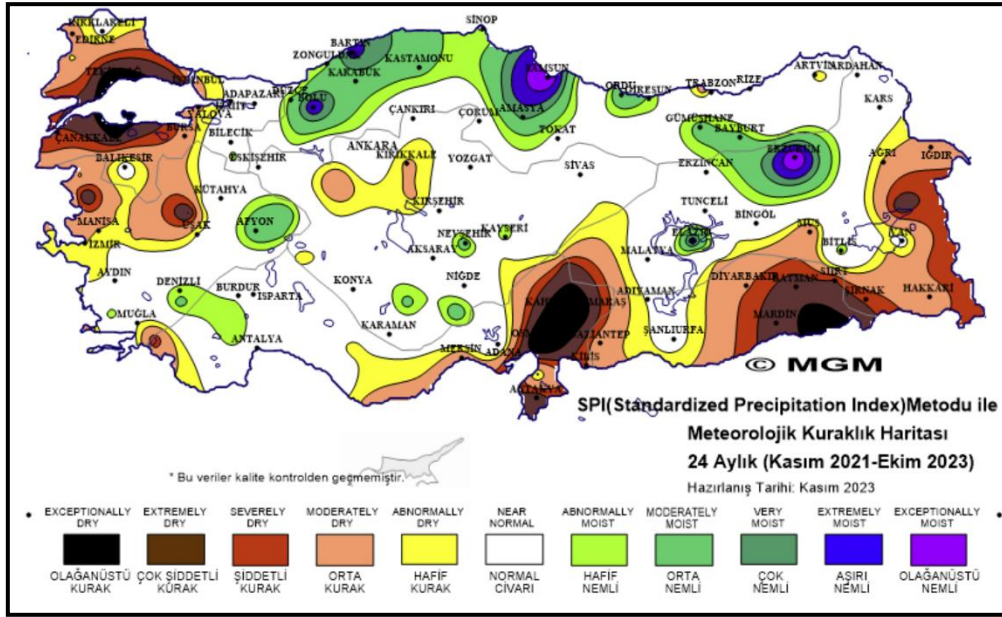 SİNOP
KIRKLARELİ
EDİRNE
BARTIN
ZONGULDAK
KASTAMONU
KARABÜK
SAMSUN
TEKİRDAĞ
İSTANBUL
ADAPAZARI
DÜZCE
BOLU
ORDU
GİRESUN
TRABZON
RİZE
ARTVİN
ARDAHAN
KARS
YALOVA
ÇANKIRI
ÇORUM
AMASYA
TOKAT
GÜMÜŞHANE
BAYBURT
ÇANAKKALE
BURSA
BİLECİK
ESKİŞEHİR
ANKARA
KIRIKKALE
YOZGAT
SİVAS
ERZİNCAN
ERZURUM
AĞRI
IĞDIR
BALIKESİR
KÜTAHYA
KIRŞEHİR
TUNCELİ
BİNGÖL
MUŞ
MANİSA
UŞAK
AFYON
NEVŞEHİR
KAYSERİ
ELAZIĞ
BİTLİS
VAN
İZMİR
AKSARAY
MALATYA
AYDIN
DENİZLİ
BURDUR
ISPARTA
KONYA
NİĞDE
ADIYAMAN
DİYARBAKIR
BATMAN
SİİRT
ŞIRNAK
HAKKARİ
KAHRAMANMARAŞ
MUĞLA
ANTALYA
KARAMAN
MERSİN
ADANA
GAZİANTEP
ŞANLIURFA
MARDİN
KİLİS
ANTAKYA
© MGM
SPI(Standardized Precipitation Index)Metodu ile
Meteorolojik Kuraklık Haritası
24 Aylık (Kasım 2021-Ekim 2023)
Hazırlanış Tarihi: Kasım 2023
* Bu veriler kalite kontrolden geçmemiştir.
EXCEPTIONALLY DRY
EXTREMELY DRY
SEVERELY DRY
MODERATELY DRY
ABNORMALLY DRY
NEAR NORMAL
ABNORMALLY MOIST
MODERATELY MOIST
VERY MOIST
EXTREMELY MOIST
EXCEPTIONALLY MOIST
OLAĞANÜSTÜ KURAK
ÇOK ŞİDDETLİ KURAK
ŞİDDETLİ KURAK
ORTA KURAK
HAFİF KURAK
NORMAL CİVARI
HAFİF NEMLİ
ORTA NEMLİ
ÇOK NEMLİ
AŞIRI NEMLİ
OLAĞANÜSTÜ NEMLİ